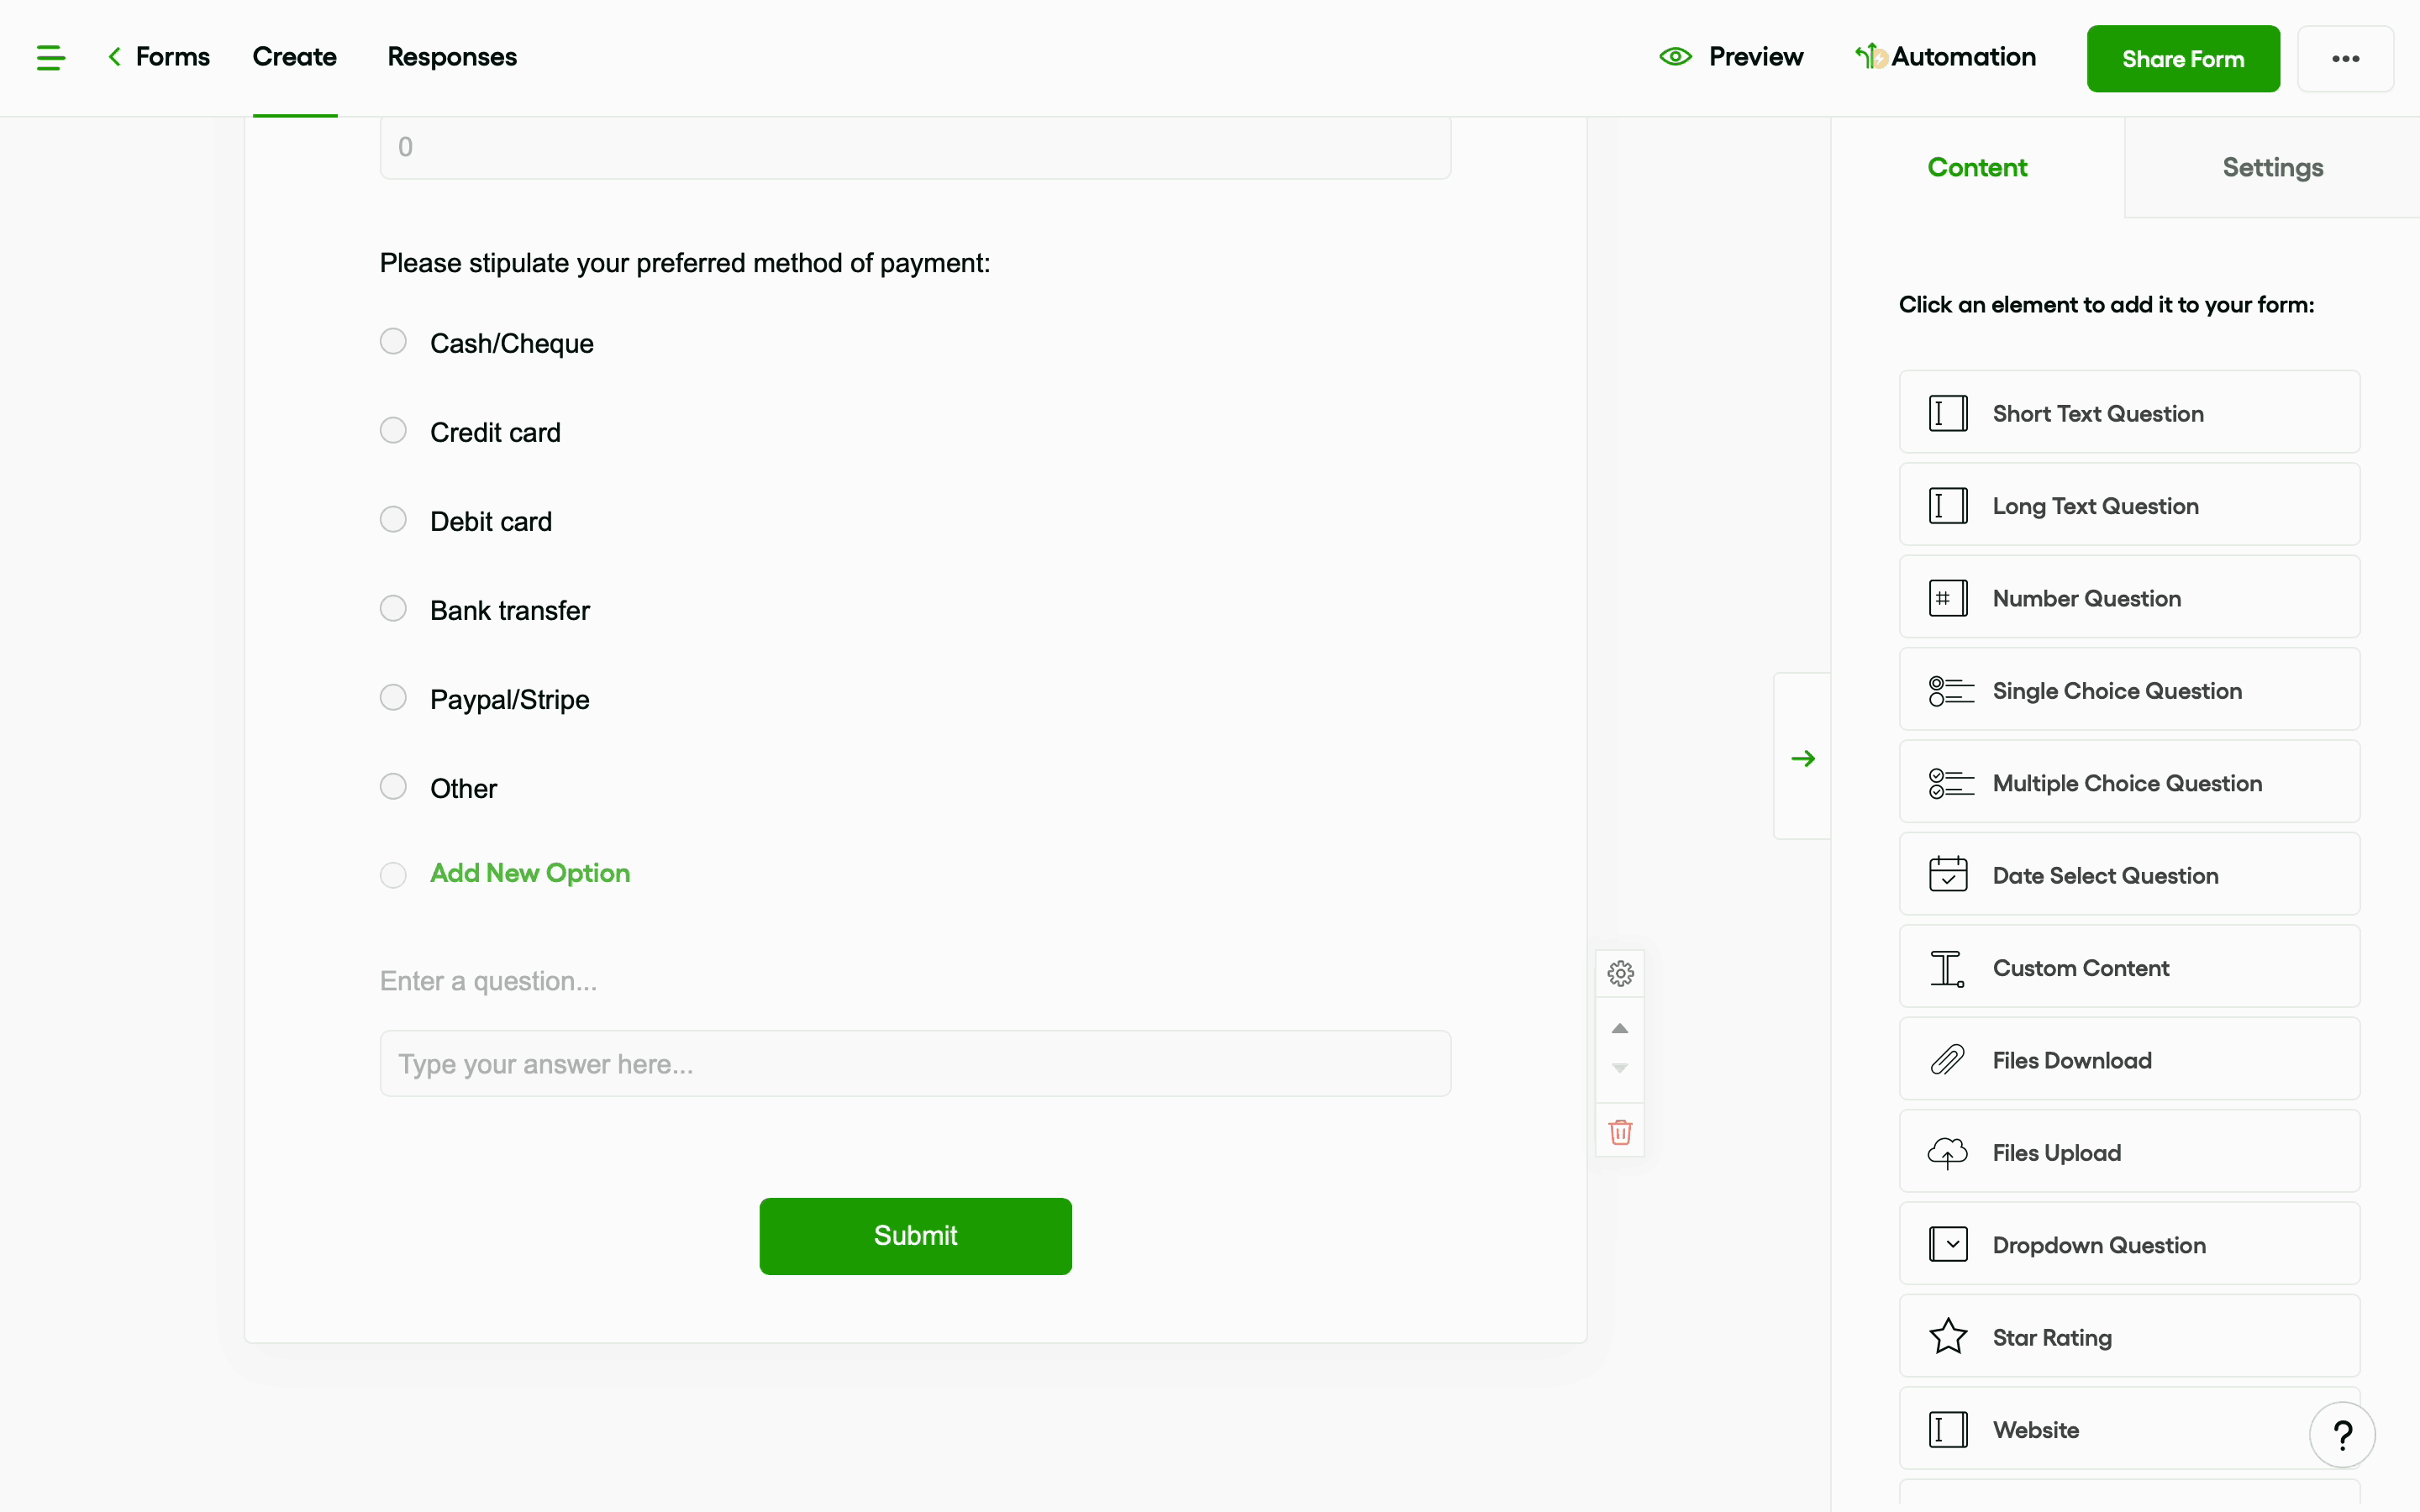 Forms
Create
Responses
Preview
Automation
Share Form
Content
Settings
0
Please stipulate your preferred method of payment:
Cash/Cheque
Credit card
Debit card
Bank transfer
Paypal/Stripe
Other
Add New Option
Enter a question...
Type your answer here...
Submit
Click an element to add it to your form:
Short Text Question
Long Text Question
Number Question
Single Choice Question
Multiple Choice Question
Date Select Question
Custom Content
Files Download
Files Upload
Dropdown Question
Star Rating
Website
?